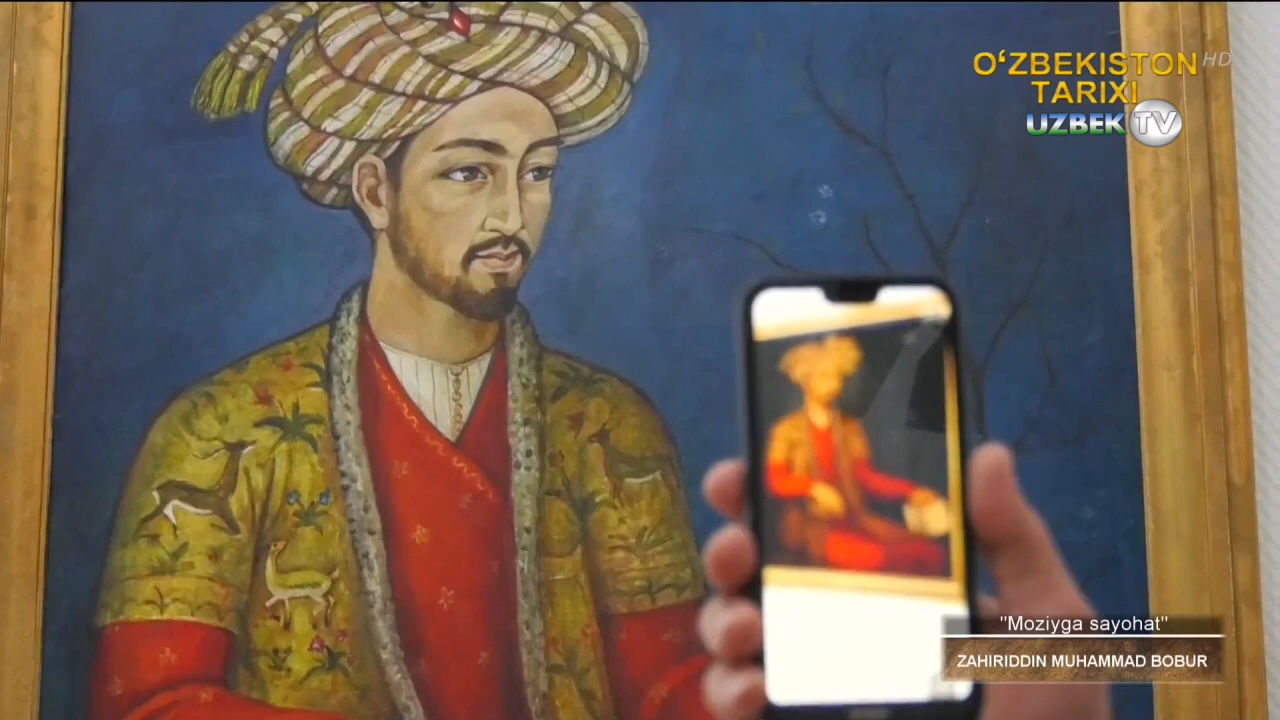 O‘ZBEKISTON HD
TARIXI
UZBEK TV
"Moziyga sayohat"
ZAHIRIDDIN MUHAMMAD BOBUR